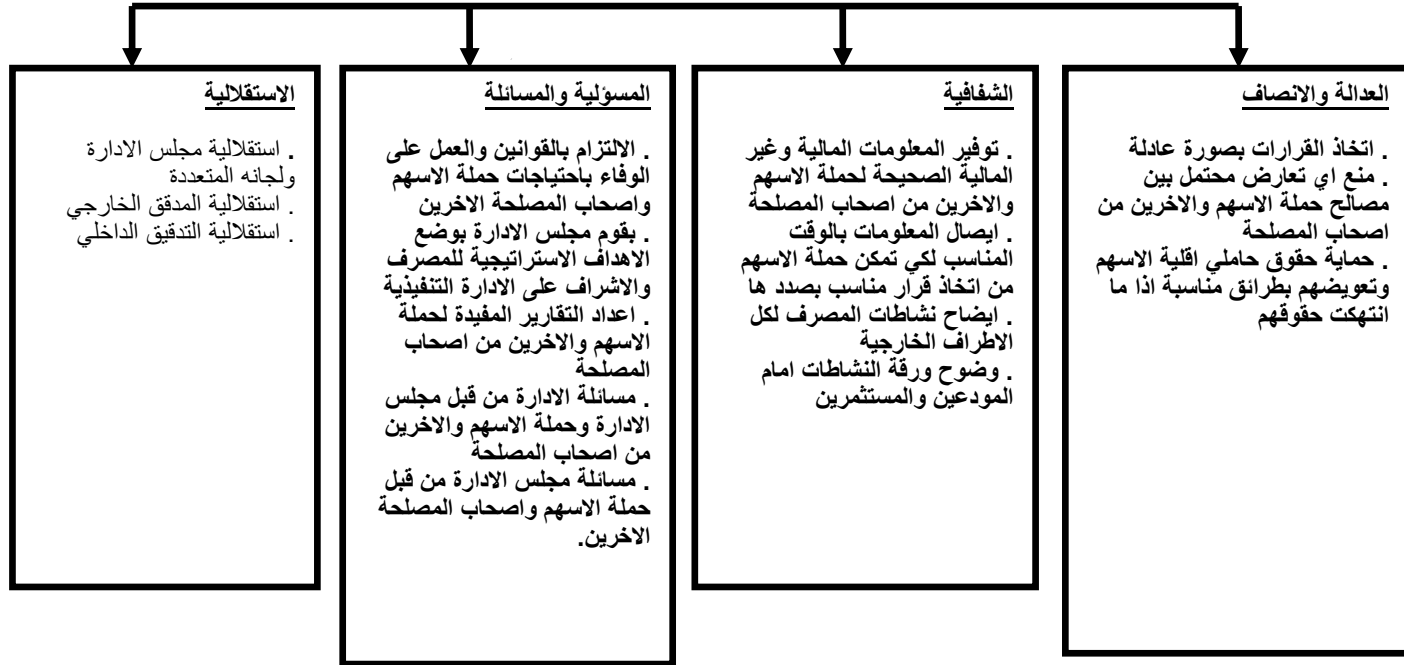 العدالة والانصاف
. اتخاذ القرارات بصورة عادلة
. منع اي تعارض محتمل بين
مصالح حملة الاسهم والاخرين من
اصحاب المصلحة
. حماية حقوق حاملي اقلية الاسهم
وتعويضهم بطرائق مناسبة اذا ما
انتهكت حقوقهم
الشفافية
. توفير المعلومات المالية وغير
المالية الصحيحة لحملة الاسهم
والاخرين من اصحاب المصلحة
. ايصال المعلومات بالوقت
المناسب لكي تمكن حملة الاسهم
من اتخاذ قرار مناسب بصدد ها
. ايضاح نشاطات المصرف لكل
الاطراف الخارجية
. وضوح ورقة النشاطات امام
المودعين والمستثمرين
المسؤلية والمسائلة
. الالتزام بالقوانين والعمل على
الوفاء باحتياجات حملة الاسهم
واصحاب المصلحة الاخرين
. بقوم مجلس الادارة بوضع
الاهداف الاستراتيجية للمصرف
والاشراف على الادارة التنفيذية
. اعداد التقارير المفيدة لحملة
الاسهم والاخرين من اصحاب
المصلحة
. مسائلة الادارة من قبل مجلس
الادارة وحملة الاسهم والاخرين
من اصحاب المصلحة
. مسائلة مجلس الادارة من قبل
حملة الاسهم واصحاب المصلحة
الاخرين.
الاستقلالية
. استقلالية مجلس الادارة
ولجانه المتعددة
. استقلالية المدقق الخارجي
. استقلالية التدقيق الداخلي